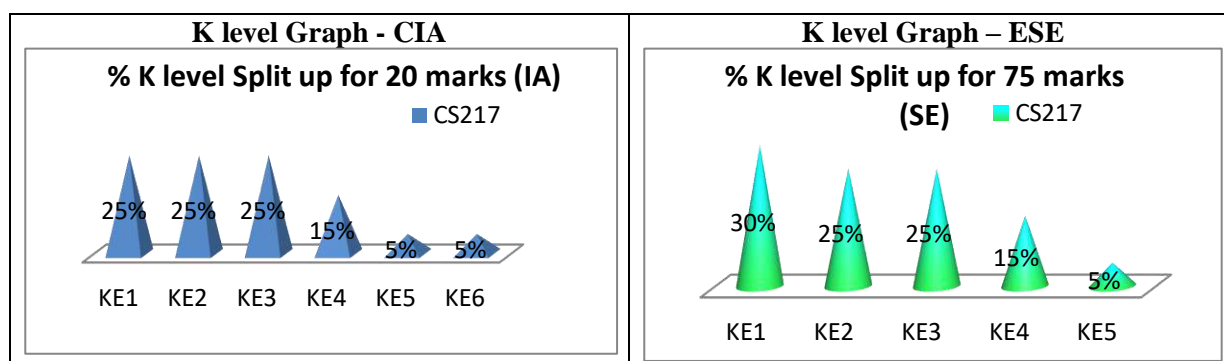 K level Graph - CIA
% K level Split up for 20 marks (IA)
CS217
25%
25%
25%
15%
5%
5%
KE1
KE2
KE3
KE4
KE5
KE6
K level Graph – ESE
% K level Split up for 75 marks
(SE)
CS217
30%
25%
25%
15%
5%
KE1
KE2
KE3
KE4
KE5